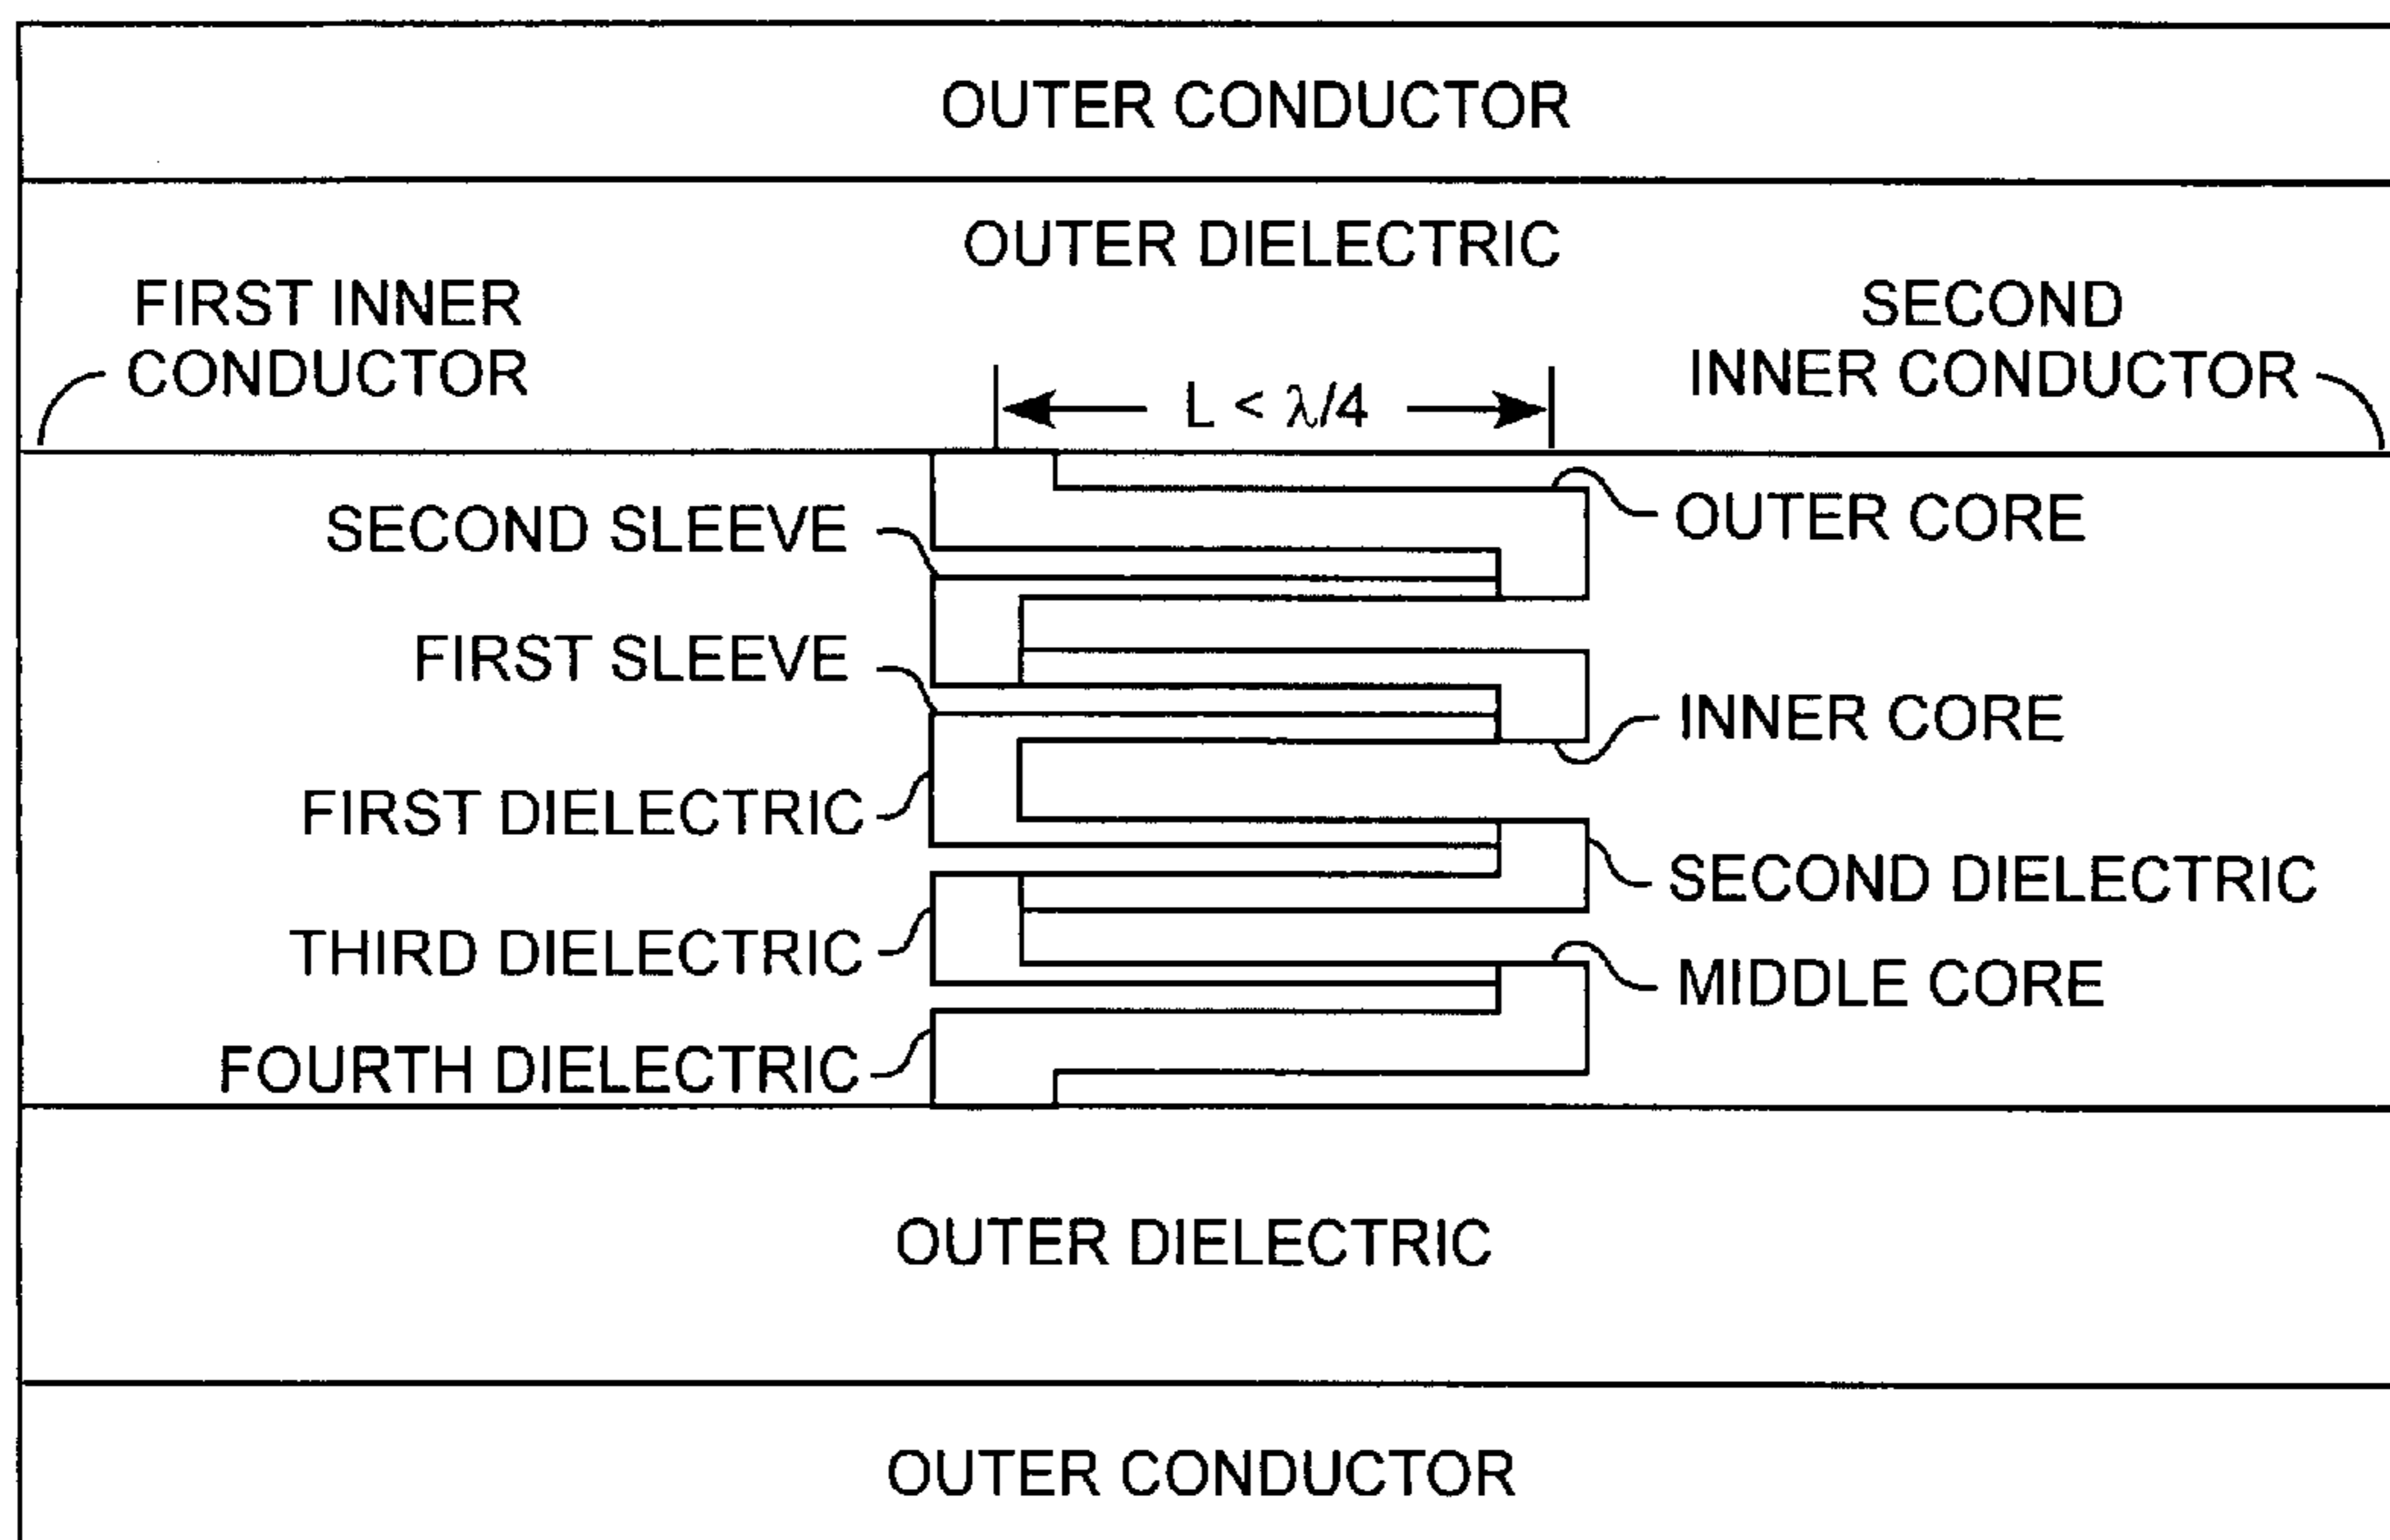 OUTER CONDUCTOR
OUTER DIELECTRIC
FIRST INNER
CONDUCTOR
SECOND
INNER CONDUCTOR
L < λ/4
SECOND SLEEVE
OUTER CORE
FIRST SLEEVE
INNER CORE
FIRST DIELECTRIC
SECOND DIELECTRIC
THIRD DIELECTRIC
MIDDLE CORE
FOURTH DIELECTRIC
OUTER DIELECTRIC
OUTER CONDUCTOR